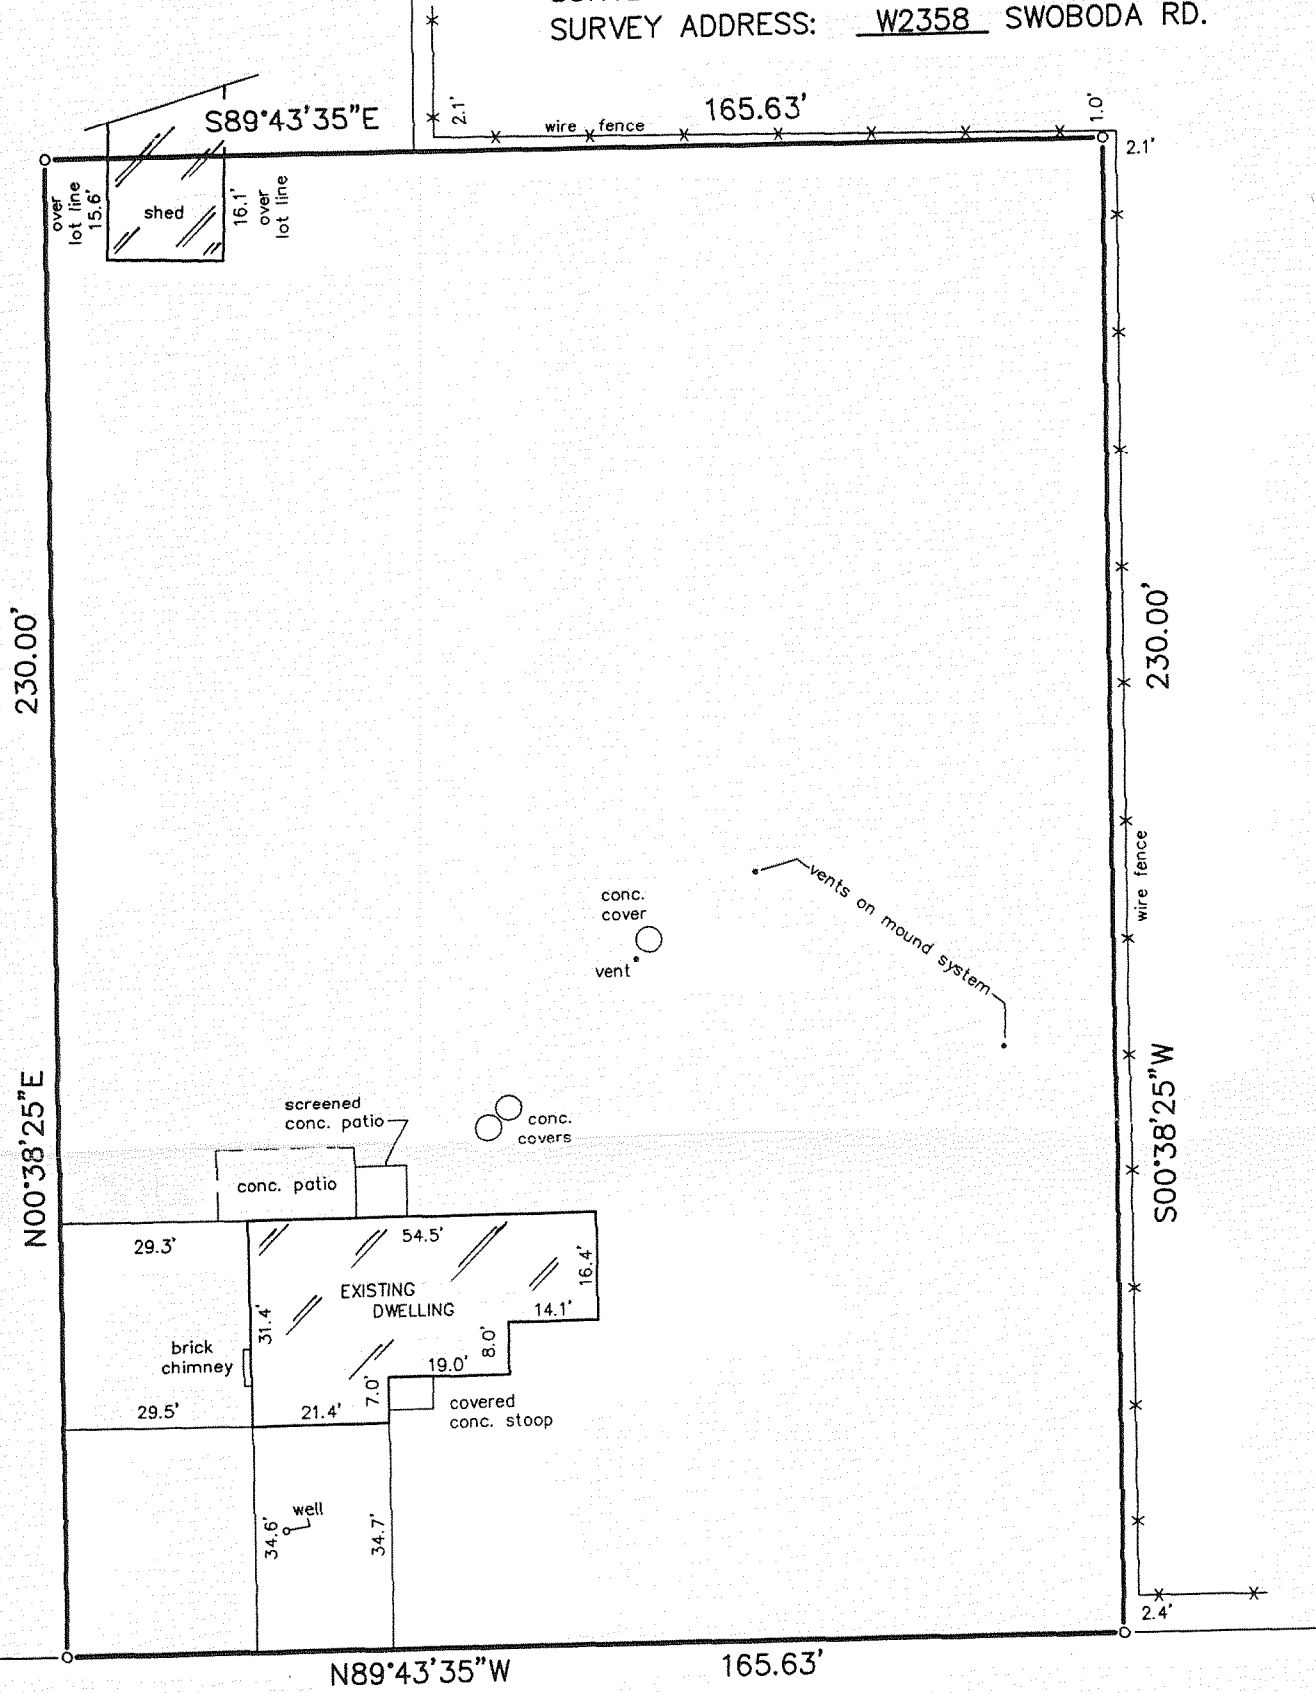 SURVEY ADDRESS: W2358 SWOBODA RD.
S89°43'35"E
165.63'
2.1'
wire fence
1.0'
2.1'
over
lot line
15.6'
shed
16.1'
over
lot line
230.00'
230.00'
wire fence
conc.
cover
vent
vents on mound system
N00°38'25"E
S00°38'25"W
screened
conc. patio
conc.
covers
conc. patio
29.3'
54.5'
16.4'
EXISTING
DWELLING
14.1'
31.4'
8.0'
brick
chimney
19.0'
7.0'
29.5'
21.4'
covered
conc. stoop
well
34.6'
34.7'
2.4'
N89°43'35"W
165.63'